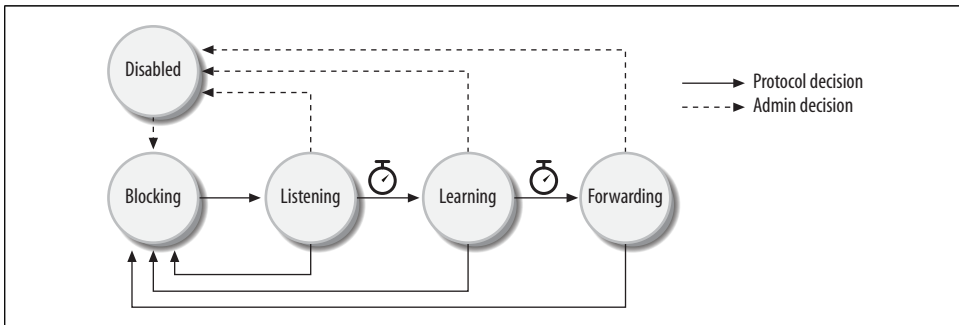 Disabled
Protocol decision
Admin decision
Blocking
Listening
Learning
Forwarding